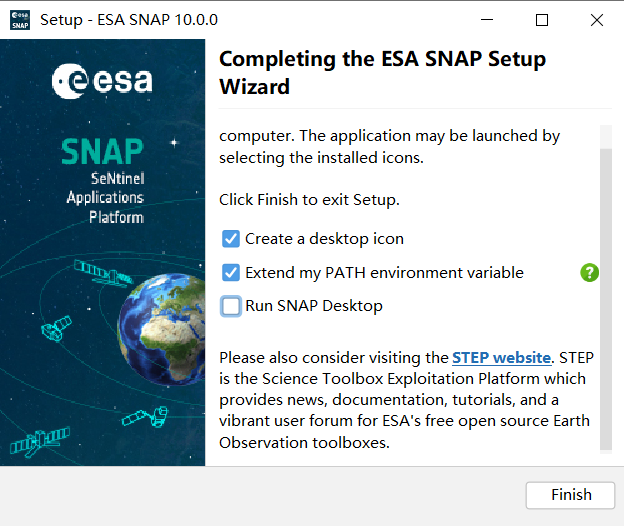 esa
SNAP
Setup - ESA SNAP 10.0.0
esa
SNAP
SeNtinel
Applications
Platform
Completing the ESA SNAP Setup
Wizard
computer. The application may be launched by
selecting the installed icons.
Click Finish to exit Setup.
Create a desktop icon
Extend my PATH environment variable
?
Run SNAP Desktop
Please also consider visiting the STEP website. STEP
is the Science Toolbox Exploitation Platform which
provides news, documentation, tutorials, and a
vibrant user forum for ESA's free open source Earth
Observation toolboxes.
Finish